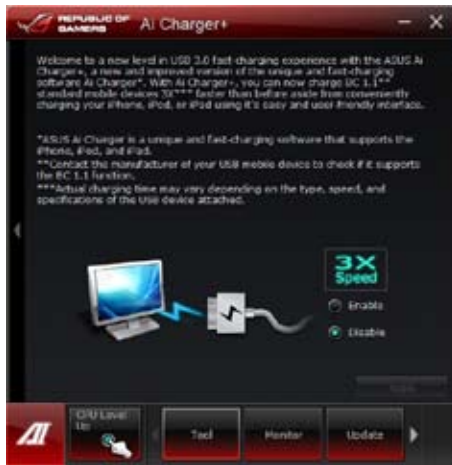 REPUBLIC OF
GAMERS
Ai Charger+
Welcome to a new level in USB 3.0 fast-charging experience with the ASUS Ai
Charger+, a new and improved version of the unique and fast-charging
software Ai Charger*. With Ai Charger+, you can now charge BC 1.1**
standard mobile devices 3X*** faster than before aside from conveniently
charging your iPhone, iPod, or iPad using it's easy and user friendly interface.
*ASUS Ai Charger is a unique and fast-charging software that supports the
iPhone, iPod, and iPad.
**Contact the manufacturer of your USB mobile device to check if it supports
the BC 1.1 function.
***Actual charging time may vary depending on the type, speed, and
specifications of the USB device attached.
3X
Speed
Enable
Disable
AI
CPU Level
Up
Tool
Monitor
Update